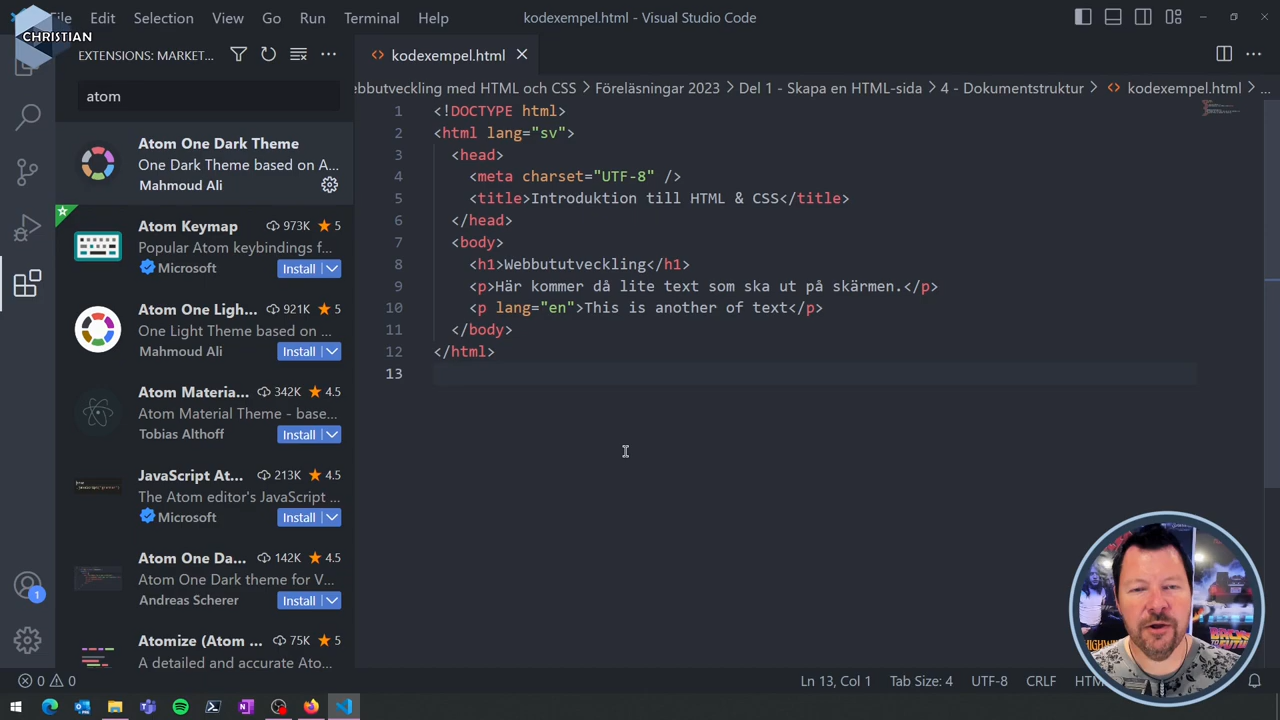 File Edit Selection View Go Run Terminal Help kodexempel.html - Visual Studio Code
CHRISTIAN
EXTENSIONS: MARKET...
kodexempel.html
atom
ebbutveckling med HTML och CSS > Föreläsningar 2023 > Del 1 - Skapa en HTML-sida > 4 - Dokumentstruktur > kodexempel.html > ...
Atom One Dark Theme
One Dark Theme based on A...
Mahmoud Ali
Atom Keymap 973K 5
Popular Atom keybindings f...
Microsoft Install
Atom One Ligh... 921K 5
One Light Theme based on ...
Mahmoud Ali Install
Atom Materia... 342K 4.5
Atom Material Theme - base...
Tobias Althoff Install
JavaScript At... 213K 4.5
The Atom editor's JavaScript ...
Microsoft Install
Atom One Da... 142K 4.5
Atom One Dark theme for V...
Andreas Scherer Install
Atomize (Atom ... 75K 5
A detailed and accurate Ato...
1 <!DOCTYPE html>
2 <html lang="sv">
3 <head>
4 <meta charset="UTF-8" />
5 <title>Introduktion till HTML & CSS</title>
6 </head>
7 <body>
8 <h1>Webbututveckling</h1>
9 <p>Här kommer då lite text som ska ut på skärmen.</p>
10 <p lang="en">This is another of text</p>
11 </body>
12 </html>
13
1
BACK
0 0 Ln 13, Col 1 Tab Size: 4 UTF-8 CRLF